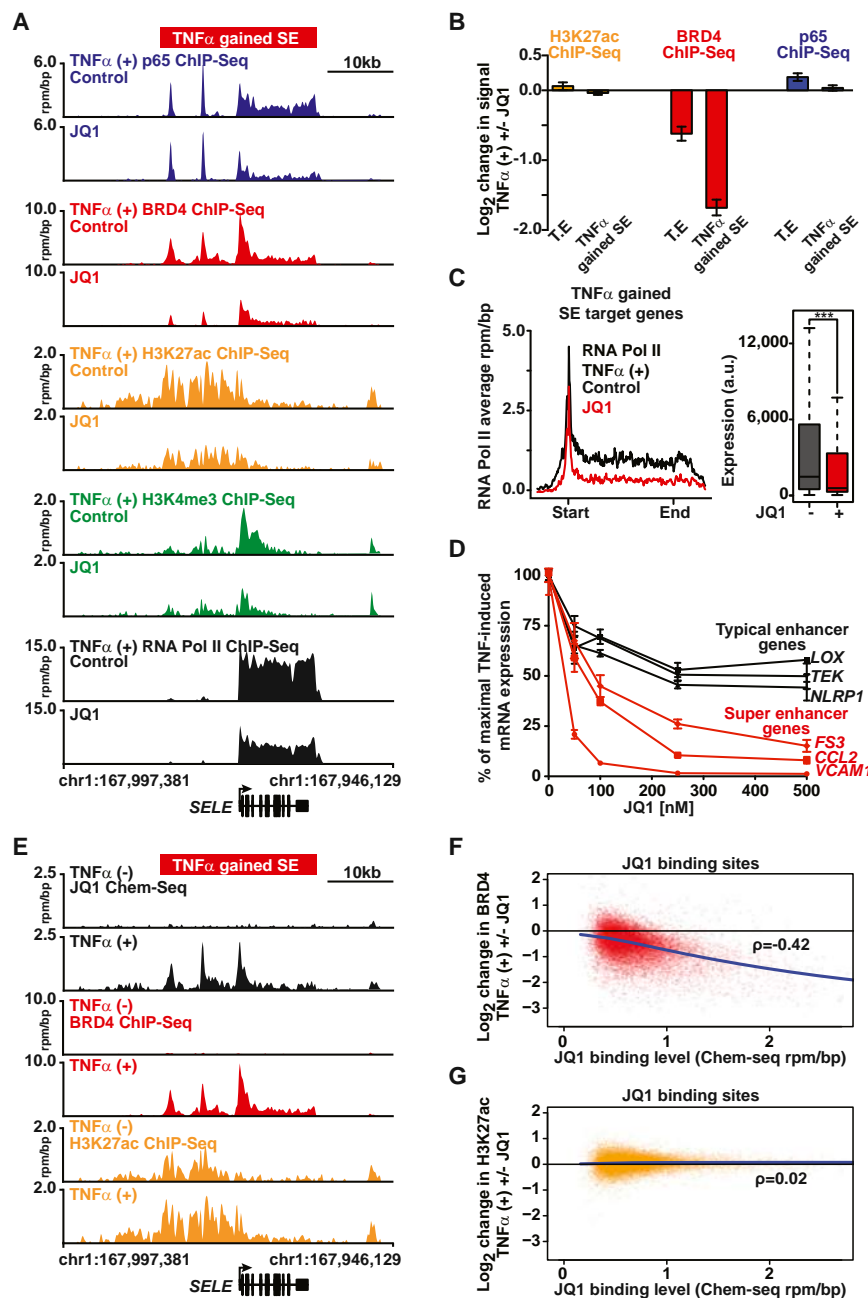 A
TNFα gained SE
10kb
TNFα (+) p65 ChIP-Seq
Control
6.0
rpm/bp
JQ1
6.0
TNFα (+) BRD4 ChIP-Seq
Control
10.0
rpm/bp
JQ1
10.0
TNFα (+) H3K27ac ChIP-Seq
Control
2.0
rpm/bp
JQ1
2.0
TNFα (+) H3K4me3 ChIP-Seq
Control
2.0
rpm/bp
JQ1
2.0
TNFα (+) RNA Pol II ChIP-Seq
Control
15.0
rpm/bp
JQ1
15.0
chr1:167,997,381 chr1:167,946,129
SELE
B
H3K27ac ChIP-Seq
BRD4 ChIP-Seq
p65 ChIP-Seq
Log2 change in signal
TNFα (+) +/- JQ1
0.5
0.0
-0.5
-1.0
-1.5
-2.0
T.E
TNFα gained SE
T.E
TNFα gained SE
T.E
TNFα gained SE
C
TNFα gained
SE target genes
RNA Pol II
TNFα (+)
Control
JQ1
RNA Pol II average rpm/bp
5.0
2.5
0.0
Start End
***
Expression (a.u.)
12,000
6,000
0
JQ1 - +
D
% of maximal TNF-induced
mRNA expresssion
100
75
50
25
0
0 100 200 300 400 500
JQ1 [nM]
Typical enhancer
genes
LOX
TEK
NLRP1
Super enhancer
genes
FS3
CCL2
VCAM1
E
TNFα gained SE
10kb
TNFα (-)
JQ1 Chem-Seq
2.5
rpm/bp
TNFα (+)
2.5
TNFα (-)
BRD4 ChIP-Seq
10.0
rpm/bp
TNFα (+)
10.0
TNFα (-)
H3K27ac ChIP-Seq
2.0
rpm/bp
TNFα (+)
2.0
chr1:167,997,381 chr1:167,946,129
SELE
F
JQ1 binding sites
Log2 change in BRD4
TNFα (+) +/- JQ1
2
1
0
−1
−2
−3
ρ=-0.42
0 1 2
JQ1 binding level (Chem-seq rpm/bp)
G
JQ1 binding sites
Log2 change in H3K27ac
TNFα (+) +/- JQ1
2
1
0
−1
−2
−3
ρ=0.02
0 1 2
JQ1 binding level (Chem-seq rpm/bp)